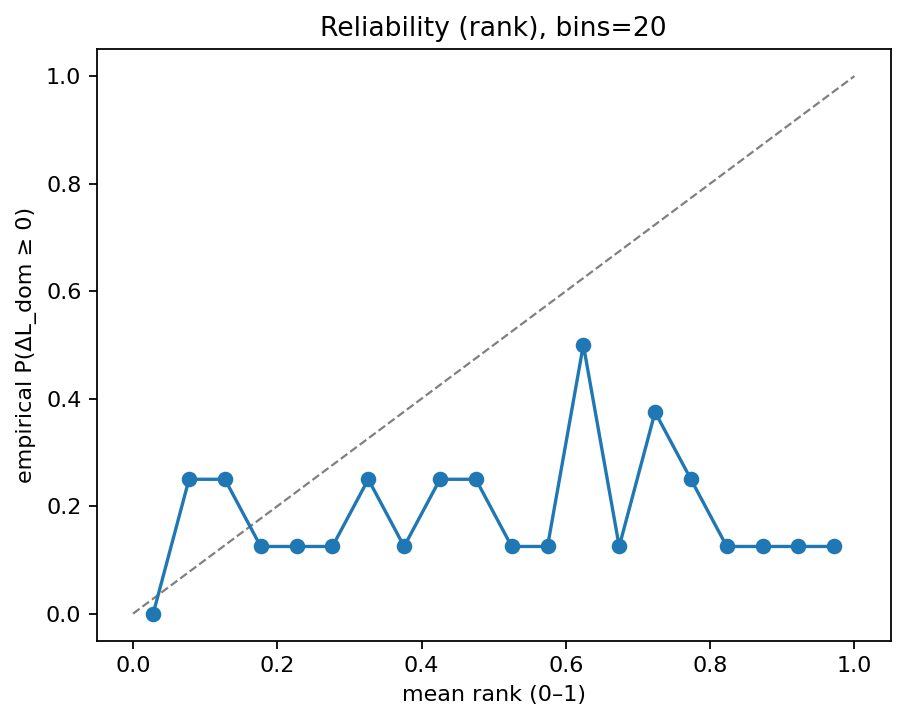 Reliability (rank), bins=20
empirical P(ΔL_dom ≥ 0)
1.0
0.8
0.6
0.4
0.2
0.0
0.0 0.2 0.4 0.6 0.8 1.0
mean rank (0–1)